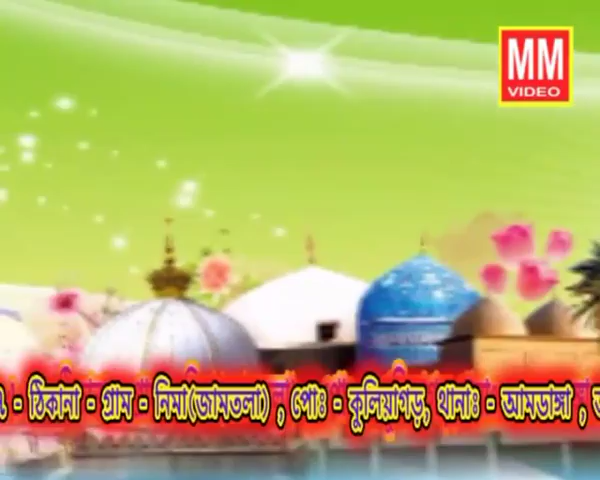 MM
VIDEO
- ঠিকানা - গ্রাম - নিমা(জামতলা) , পোঃ - কুলিয়াগড়, থানাঃ - আমডাঙ্গা ,